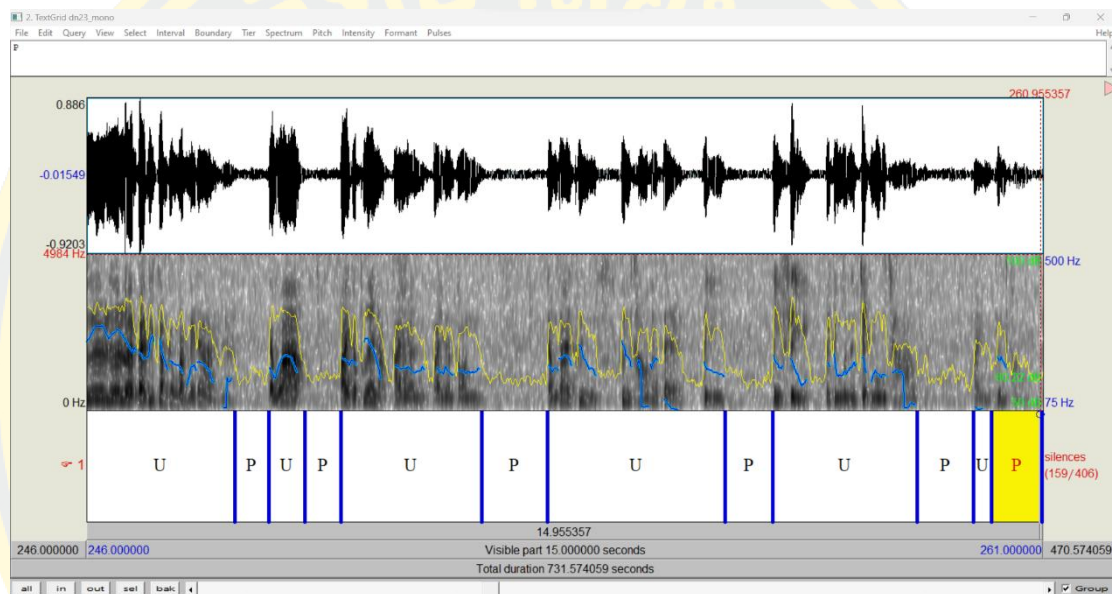 2. TextGrid dn23_mono
File Edit Query View Select Interval Boundary Tier Spectrum Pitch Intensity Formant Pulses Help
P
260.955357
0.886
-0.01549
-0.9203
4984 Hz
500 Hz
0 Hz
75 Hz
1 U P U P U P U P U P U P silences
(159/406)
14.955357
246.000000 246.000000 Visible part 15.000000 seconds 261.000000 470.574059
Total duration 731.574059 seconds
all in out sel bak Group